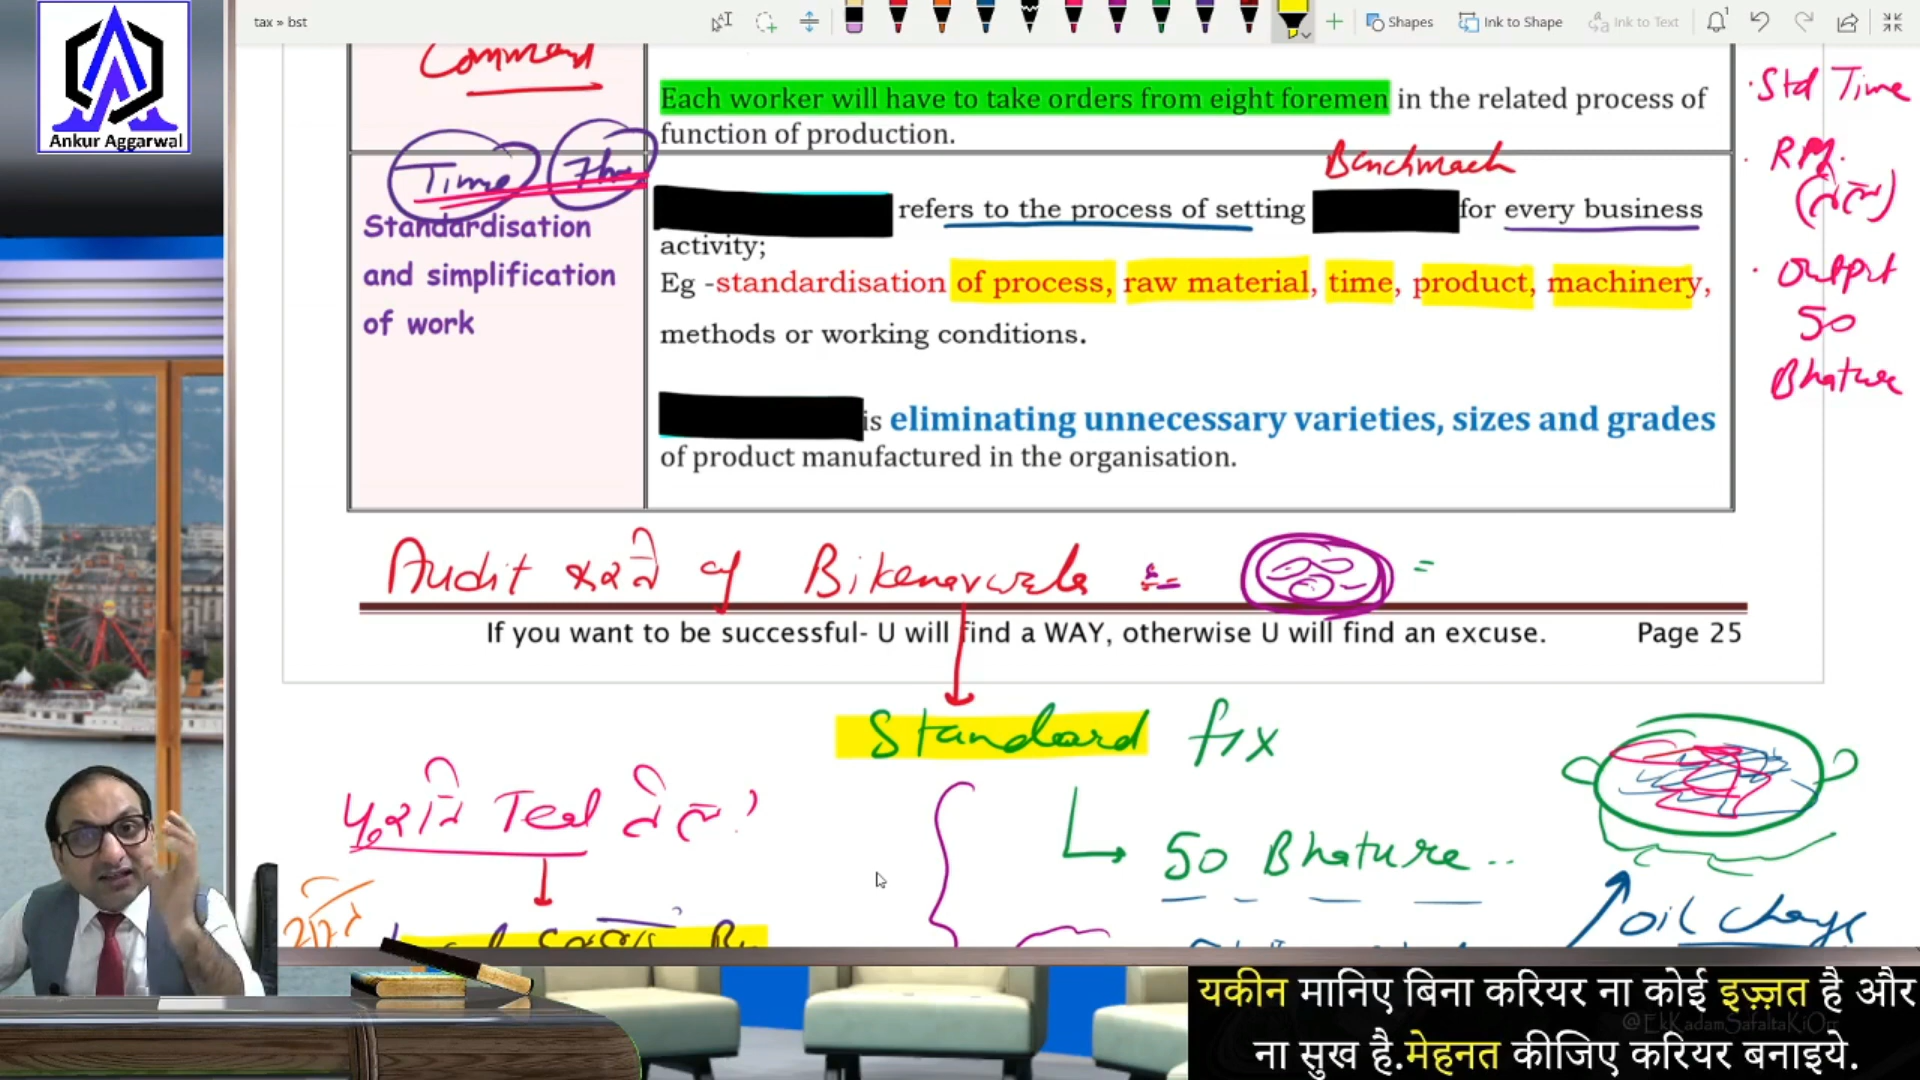 tax » bst
Shapes
Ink to Shape
Ink to Text
Ankur Aggarwal
Command
Each worker will have to take orders from eight foremen in the related process of
function of production.
Time
Benchmark
Standardisation
and simplification
of work
refers to the process of setting for every business
activity;
Eg -standardisation of process, raw material, time, product, machinery,
methods or working conditions.
is eliminating unnecessary varieties, sizes and grades
of product manufactured in the organisation.
· Std Time
· RM.
· output
50
Bhature
Audit करने of
If you want to be successful- U will find a WAY, otherwise U will find an excuse.
Page 25
Standard fix
50 Bhature ..
oil change
यकीन मानिए बिना करियर ना कोई इज़्ज़त है और
ना सुख है.मेहनत कीजिए करियर बनाइये.
@EkKadamSafaltaKiOrr